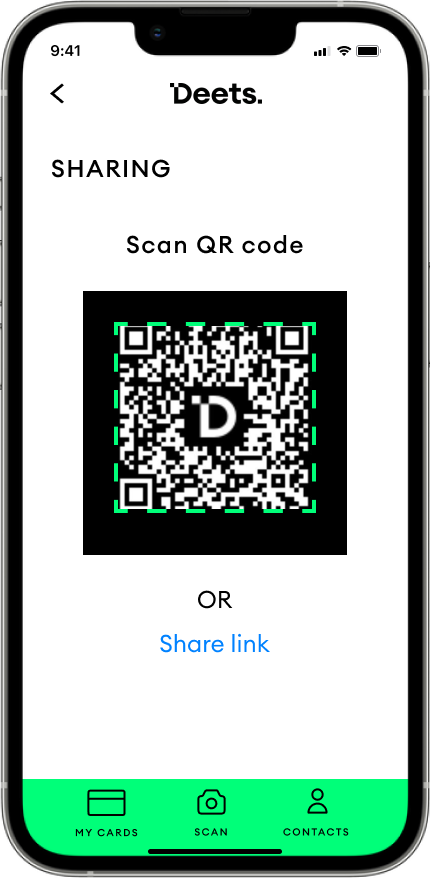 9:41
Deets.
SHARING
Scan QR code
D
OR
Share link
MY CARDS
SCAN
CONTACTS